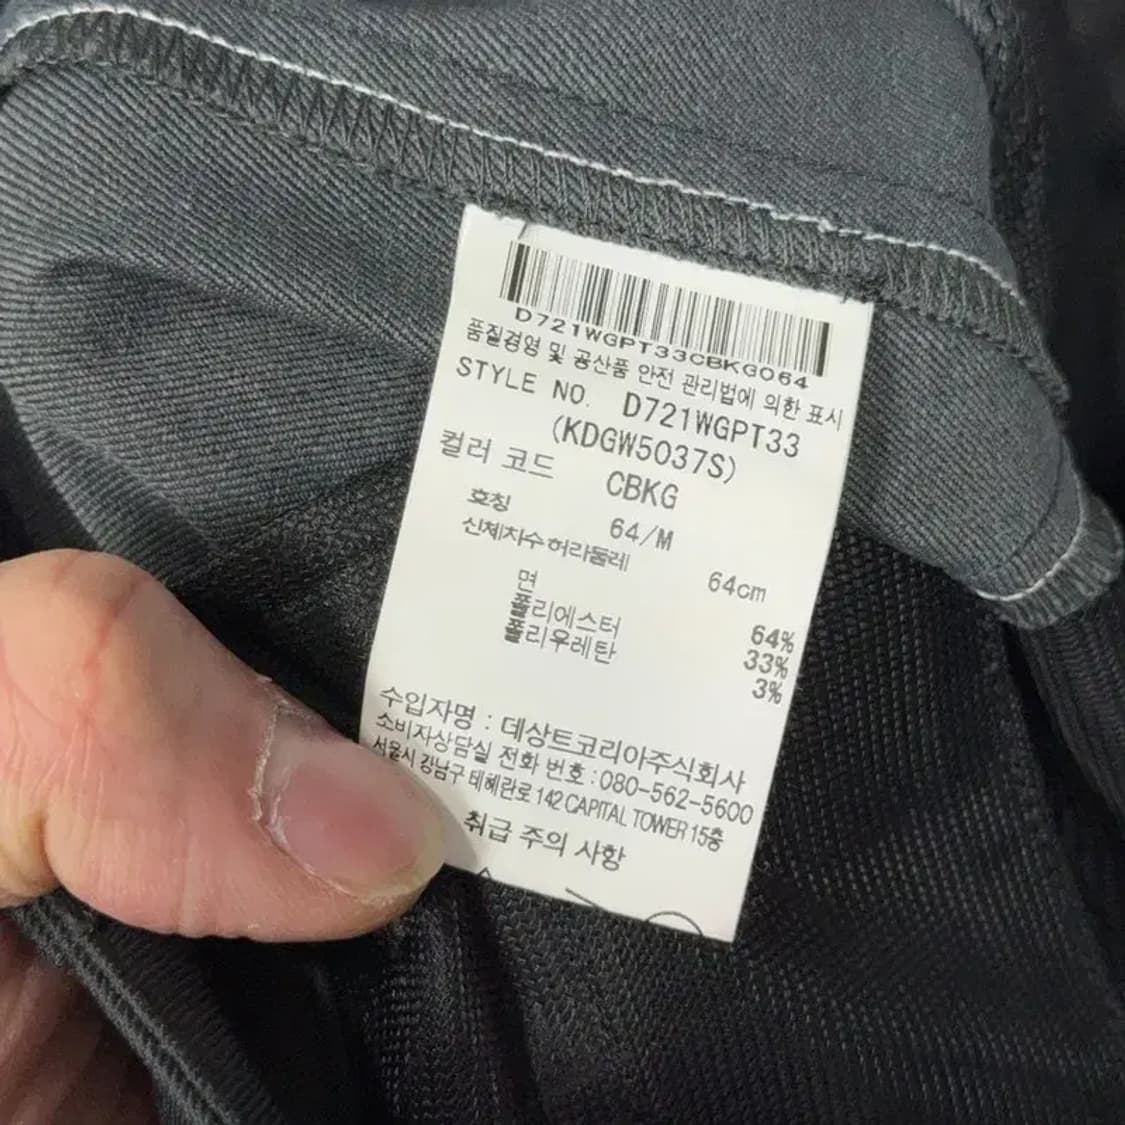 D721WGPT33CBKG064
품질경영 및 공산품 안전 관리법에 의한 표시
STYLE NO. D721WGPT33
(KDGW5037S)
컬러 코드 CBKG
호칭 64/M
신체치수허리둘레 64cm
면 64%
폴리에스터 33%
폴리우레탄 3%
수입자명 : 데상트코리아주식회사
소비자상담실 전화 번호 : 080-562-5600
서울시 강남구 테헤란로 142 CAPITAL TOWER 15층
취급 주의 사항